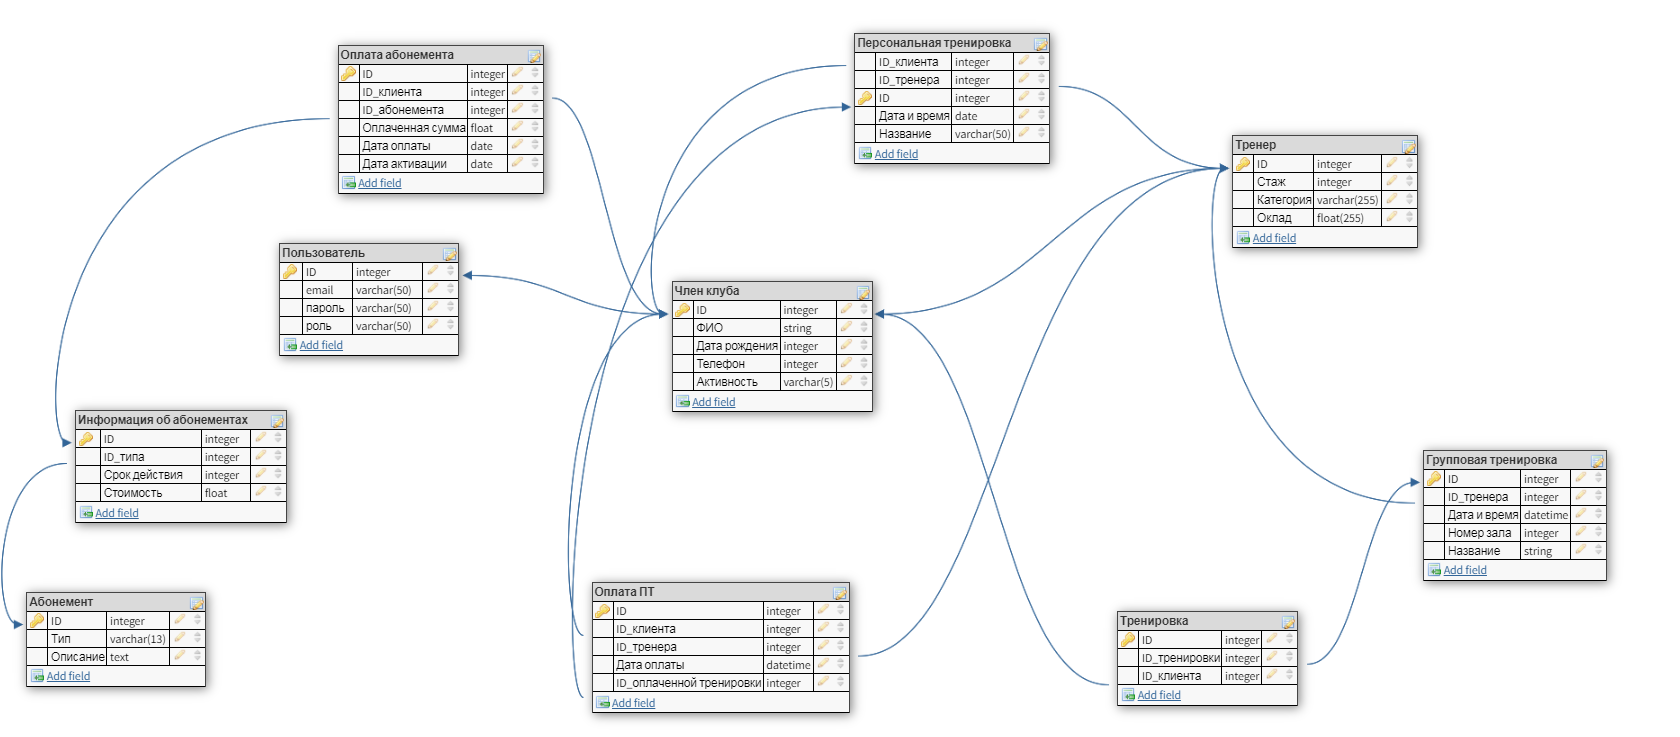 Оплата абонемента
ID integer
ID_клиента integer
ID_абонемента integer
Оплаченная сумма float
Дата оплаты date
Дата активации date
Add field
Персональная тренировка
ID_клиента integer
ID_тренера integer
ID integer
Дата и время date
Название varchar(50)
Add field
Тренер
ID integer
Стаж integer
Категория varchar(255)
Оклад float(255)
Add field
Пользователь
ID integer
email varchar(50)
пароль varchar(50)
роль varchar(50)
Add field
Член клуба
ID integer
ФИО string
Дата рождения integer
Телефон integer
Активность varchar(5)
Add field
Информация об абонементах
ID integer
ID_типа integer
Срок действия integer
Стоимость float
Add field
Групповая тренировка
ID integer
ID_тренера integer
Дата и время datetime
Номер зала integer
Название string
Add field
Абонемент
ID integer
Тип varchar(13)
Описание text
Add field
Оплата ПТ
ID integer
ID_клиента integer
ID_тренера integer
Дата оплаты datetime
ID_оплаченной тренировки integer
Add field
Тренировка
ID integer
ID_тренировки integer
ID_клиента integer
Add field